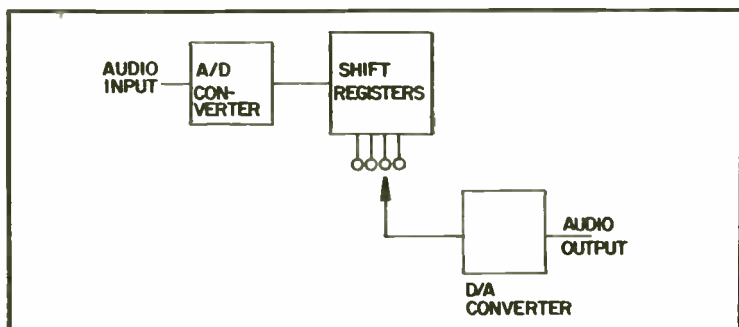 AUDIO
INPUT
A/D
CON-
VERTER
SHIFT
REGISTERS
AUDIO
OUTPUT
D/A
CONVERTER